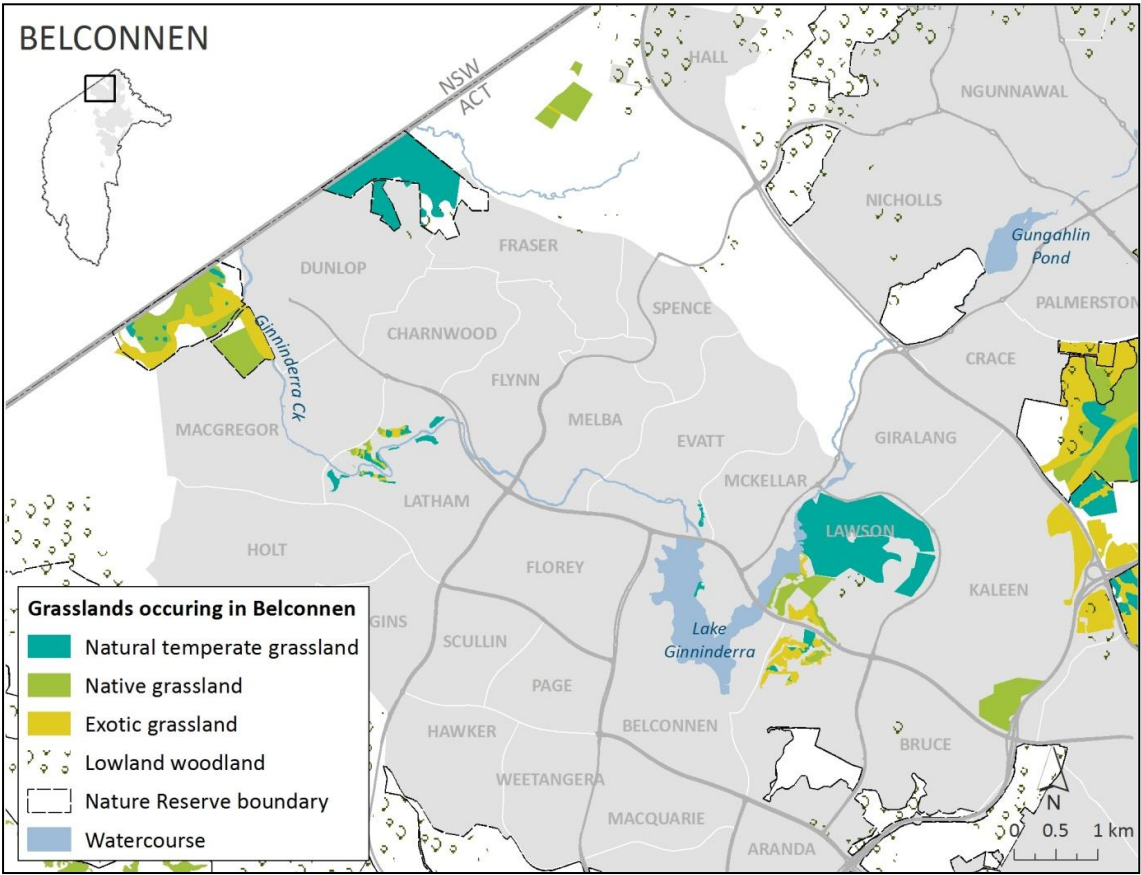 BELCONNEN
NSW
ACT
HALL
NGUNNAWAL
NICHOLLS
Gungahlin
Pond
PALMERSTON
FRASER
DUNLOP
SPENCE
CHARNWOOD
Ginninderra Ck
CRACE
FLYNN
MELBA
MACGREGOR
EVATT
GIRALANG
MCKELLAR
LATHAM
LAWSON
HOLT
FLOREY
KALEEN
GINS
SCULLIN
Lake
Ginninderra
PAGE
BELCONNEN
HAWKER
BRUCE
WEETANGERA
MACQUARIE
ARANDA
Grasslands occuring in Belconnen
Natural temperate grassland
Native grassland
Exotic grassland
Lowland woodland
Nature Reserve boundary
Watercourse
N
0 0.5 1 km